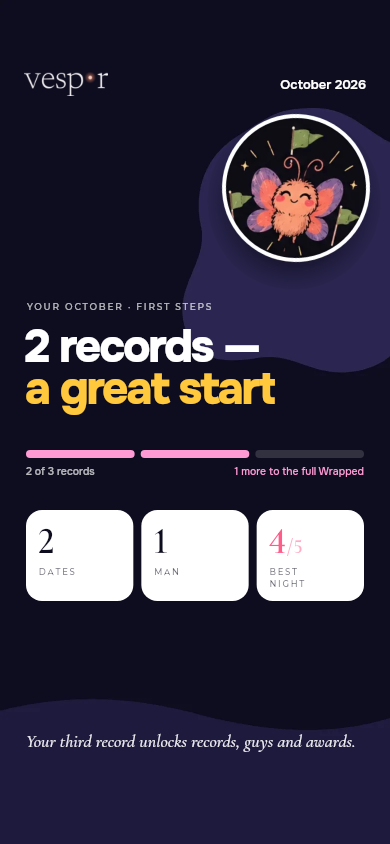 vesp r
October 2026
YOUR OCTOBER · FIRST STEPS
2 records —
a great start
2 of 3 records
1 more to the full Wrapped
2
DATES
1
MAN
4/5
BEST
NIGHT
Your third record unlocks records, guys and awards.